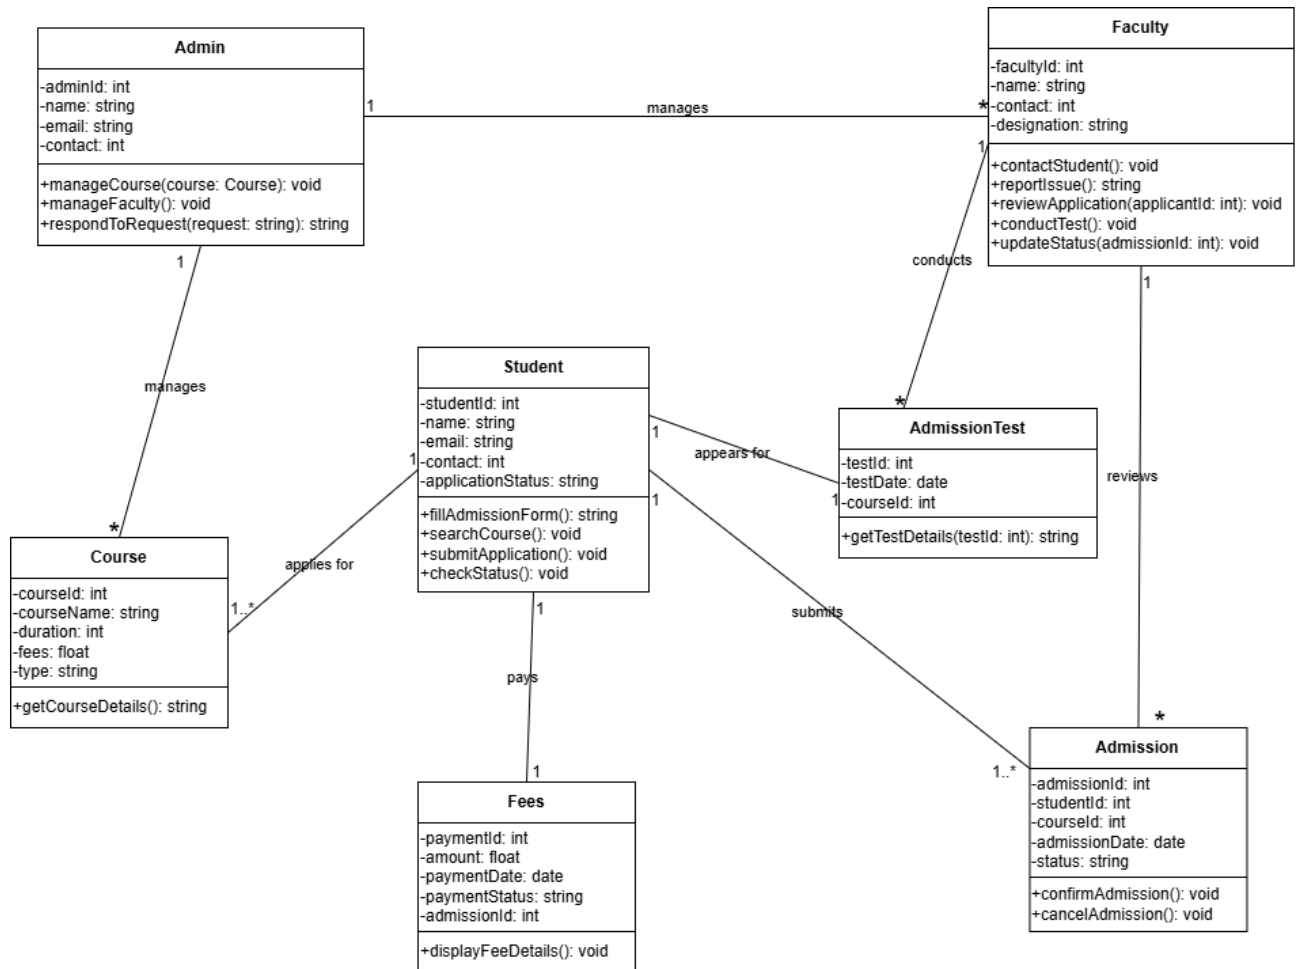 Admin
-adminId: int
-name: string
-email: string
-contact: int
+manageCourse(course: Course): void
+manageFaculty(): void
+respondToRequest(request: string): string
1
manages
*
Faculty
-facultyId: int
-name: string
-contact: int
-designation: string
+contactStudent(): void
+reportIssue(): string
+reviewApplication(applicantId: int): void
+conductTest(): void
+updateStatus(admissionId: int): void
1
conducts
*
1
reviews
*
1
manages
*
Student
-studentId: int
-name: string
-email: string
-contact: int
-applicationStatus: string
+fillAdmissionForm(): string
+searchCourse(): void
+submitApplication(): void
+checkStatus(): void
1
appears for
1
AdmissionTest
-testId: int
-testDate: date
-courseId: int
+getTestDetails(testId: int): string
1
applies for
1..*
Course
-courseId: int
-courseName: string
-duration: int
-fees: float
-type: string
+getCourseDetails(): string
1
submits
1..*
1
pays
1
Fees
-paymentId: int
-amount: float
-paymentDate: date
-paymentStatus: string
-admissionId: int
+displayFeeDetails(): void
Admission
-admissionId: int
-studentId: int
-courseId: int
-admissionDate: date
-status: string
+confirmAdmission(): void
+cancelAdmission(): void